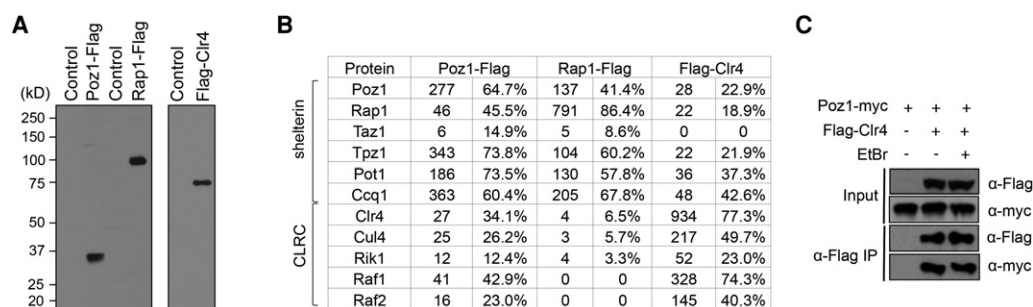 A
Control
Poz1-Flag
Control
Rap1-Flag
Control
Flag-Clr4
(kD)
250
150
100
75
50
37
25
20
B
Protein Poz1-Flag Rap1-Flag Flag-Clr4
shelterin
Poz1 277 64.7% 137 41.4% 28 22.9%
Rap1 46 45.5% 791 86.4% 22 18.9%
Taz1 6 14.9% 5 8.6% 0 0
Tpz1 343 73.8% 104 60.2% 22 21.9%
Pot1 186 73.5% 130 57.8% 36 37.3%
Ccq1 363 60.4% 205 67.8% 48 42.6%
CLRC
Clr4 27 34.1% 4 6.5% 934 77.3%
Cul4 25 26.2% 3 5.7% 217 49.7%
Rik1 12 12.4% 4 3.3% 52 23.0%
Raf1 41 42.9% 0 0 328 74.3%
Raf2 16 23.0% 0 0 145 40.3%
C
Poz1-myc + + +
Flag-Clr4 - + +
EtBr - - +
Input
α-Flag
α-myc
α-Flag IP
α-Flag
α-myc